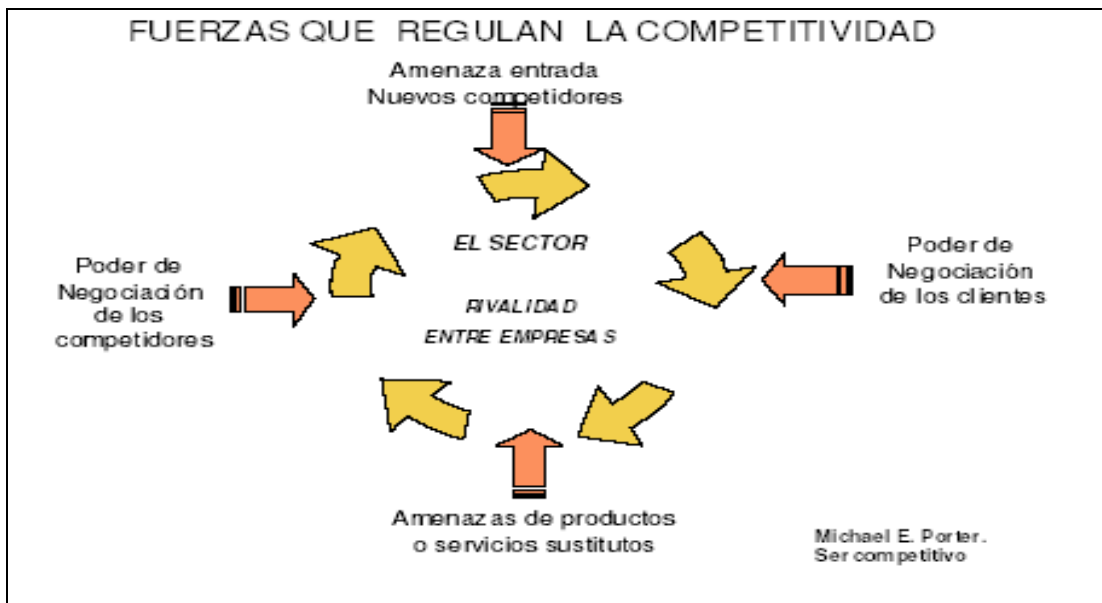 FUERZAS QUE REGULAN LA COMPETITIVIDAD
Amenaza entrada
Nuevos competidores
EL SECTOR
RIVALIDAD
ENTRE EMPRESAS
Poder de
Negociación
de los
competidores
Poder de
Negociación
de los clientes
Amenazas de productos
o servicios sustitutos
Michael E. Porter.
Ser competitivo